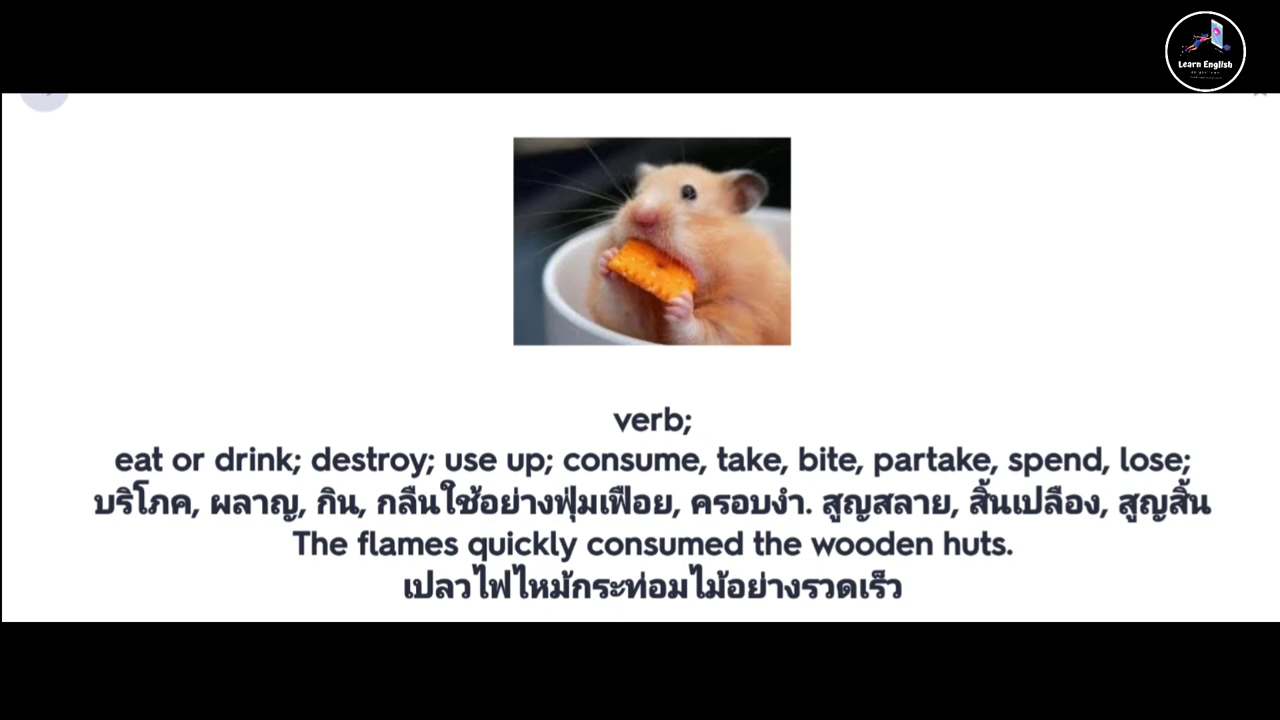 Learn English
verb;
eat or drink; destroy; use up; consume, take, bite, partake, spend, lose;
บริโภค, ผลาญ, กิน, กลืนใช้อย่างฟุ่มเฟือย, ครอบงำ. สูญสลาย, สิ้นเปลือง, สูญสิ้น
The flames quickly consumed the wooden huts.
เปลวไฟไหม้กระท่อมไม้อย่างรวดเร็ว